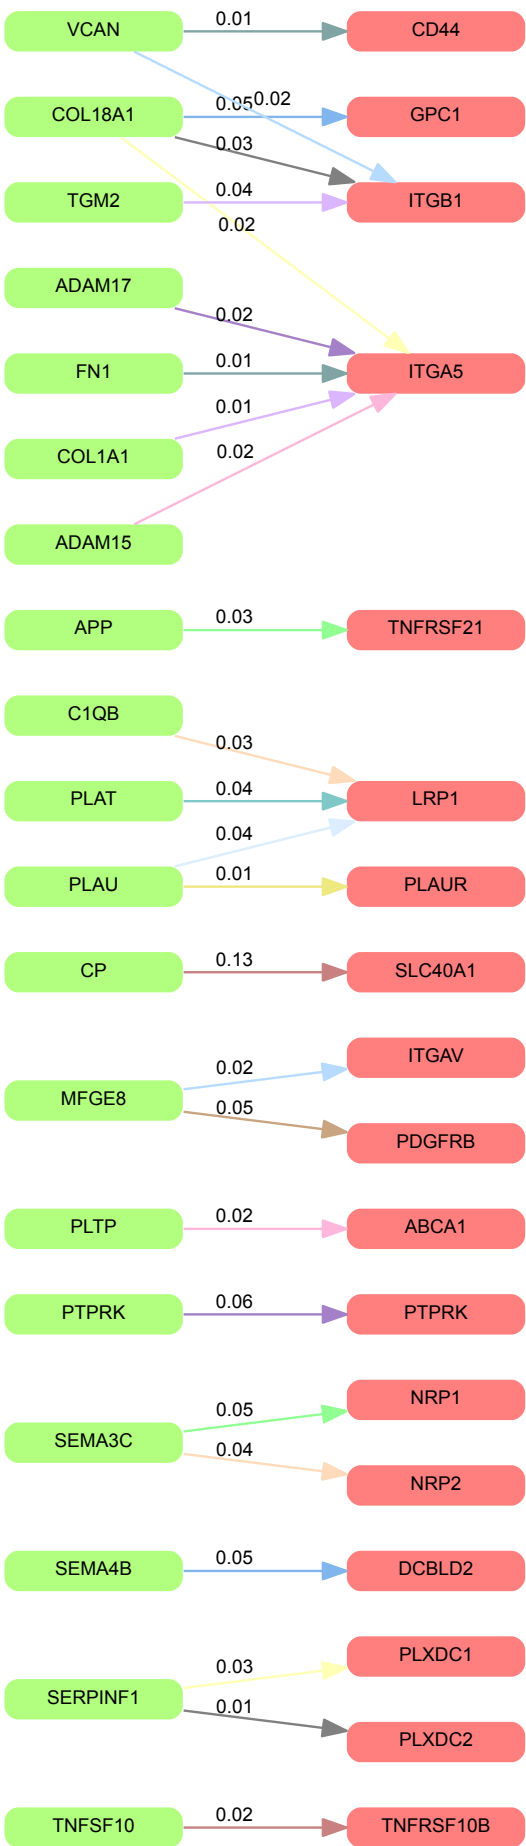 VCAN 0.01 CD44
COL18A1 0.05 0.02 GPC1
0.03
TGM2 0.04 ITGB1
0.02
ADAM17
0.02
FN1 0.01 ITGA5
0.01
COL1A1 0.02
ADAM15
APP 0.03 TNFRSF21
C1QB
0.03
PLAT 0.04 LRP1
0.04
PLAU 0.01 PLAUR
CP 0.13 SLC40A1
ITGAV
0.02
MFGE8
0.05
PDGFRB
PLTP 0.02 ABCA1
PTPRK 0.06 PTPRK
NRP1
0.05
SEMA3C
0.04
NRP2
SEMA4B 0.05 DCBLD2
PLXDC1
0.03
SERPINF1
0.01
PLXDC2
TNFSF10 0.02 TNFRSF10B